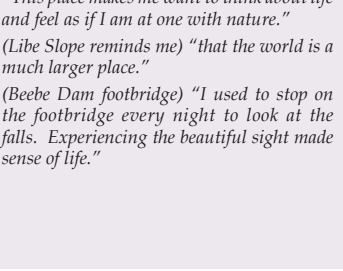 "This place makes me want to think about life
and feel as if I am at one with nature."
(Libe Slope reminds me) "that the world is a
much larger place."
(Beebe Dam footbridge) "I used to stop on
the footbridge every night to look at the
falls.  Experiencing the beautiful sight made
sense of life."